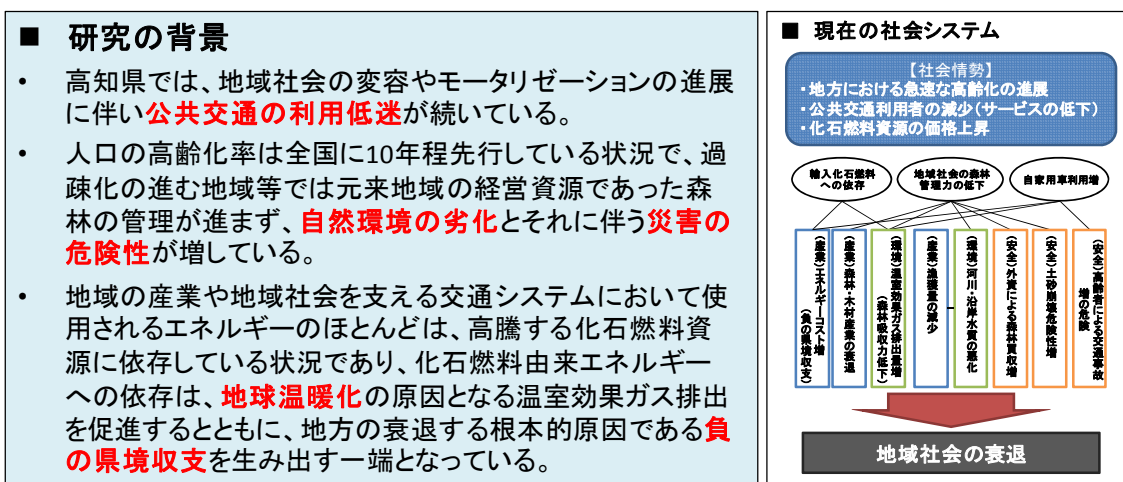 ■ 研究の背景
• 高知県では、地域社会の変容やモータリゼーションの進展
に伴い公共交通の利用低迷が続いている。
• 人口の高齢化率は全国に10年程先行している状況で、過
疎化の進む地域等では元来地域の経営資源であった森
林の管理が進まず、自然環境の劣化とそれに伴う災害の
危険性が増している。
• 地域の産業や地域社会を支える交通システムにおいて使
用されるエネルギーのほとんどは、高騰する化石燃料資
源に依存している状況であり、化石燃料由来エネルギー
への依存は、地球温暖化の原因となる温室効果ガス排出
を促進するとともに、地方の衰退する根本的原因である負
の県境収支を生み出す一端となっている。
■ 現在の社会システム
【社会情勢】
・地方における急速な高齢化の進展
・公共交通利用者の減少(サービスの低下)
・化石燃料資源の価格上昇
輸入化石燃料
への依存
地域社会の森林
管理力の低下
自家用車利用増
(産業)エネルギーコスト増
(負の県境収支)
(産業)森林・木材産業の衰退
(環境)温室効果ガス排出量増
(森林吸収力低下)
(産業)漁獲量の減少
(環境)河川・沿岸水質の悪化
(安全)外資による森林買収増
(安全)土砂崩壊危険性増
(安全)高齢者による交通事故
増の危険
地域社会の衰退